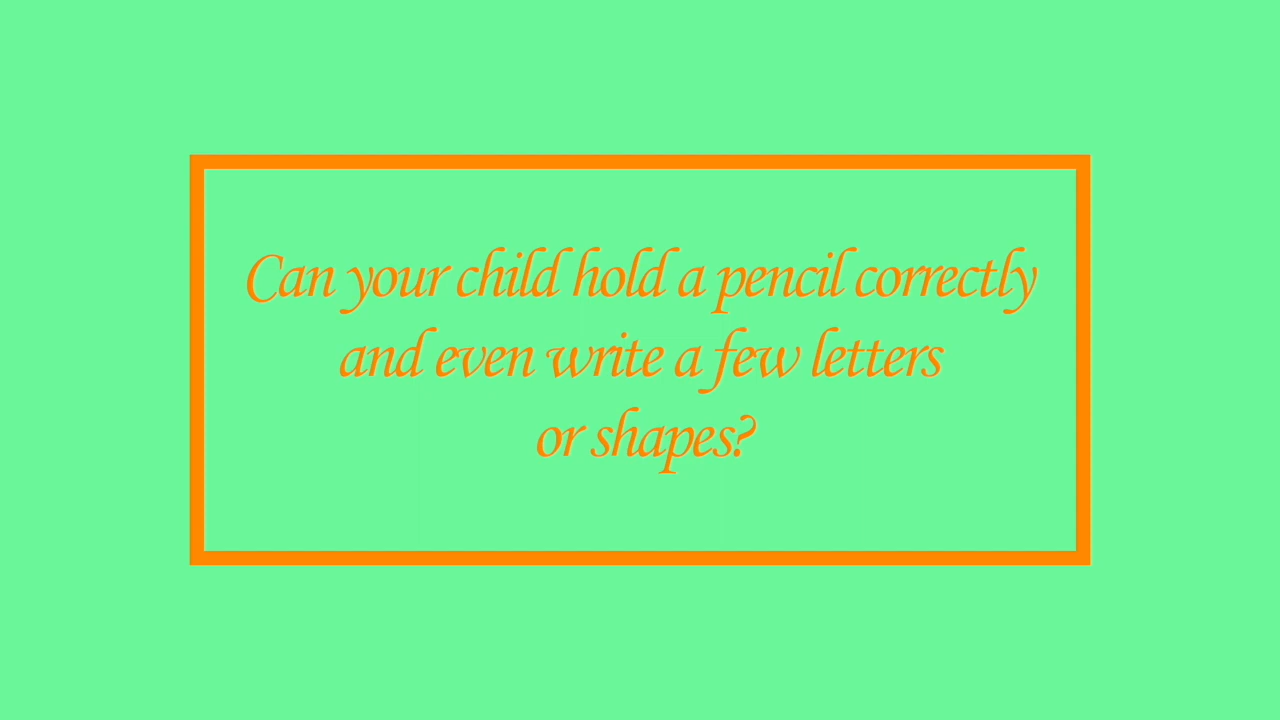 Can your child hold a pencil correctly
and even write a few letters
or shapes?